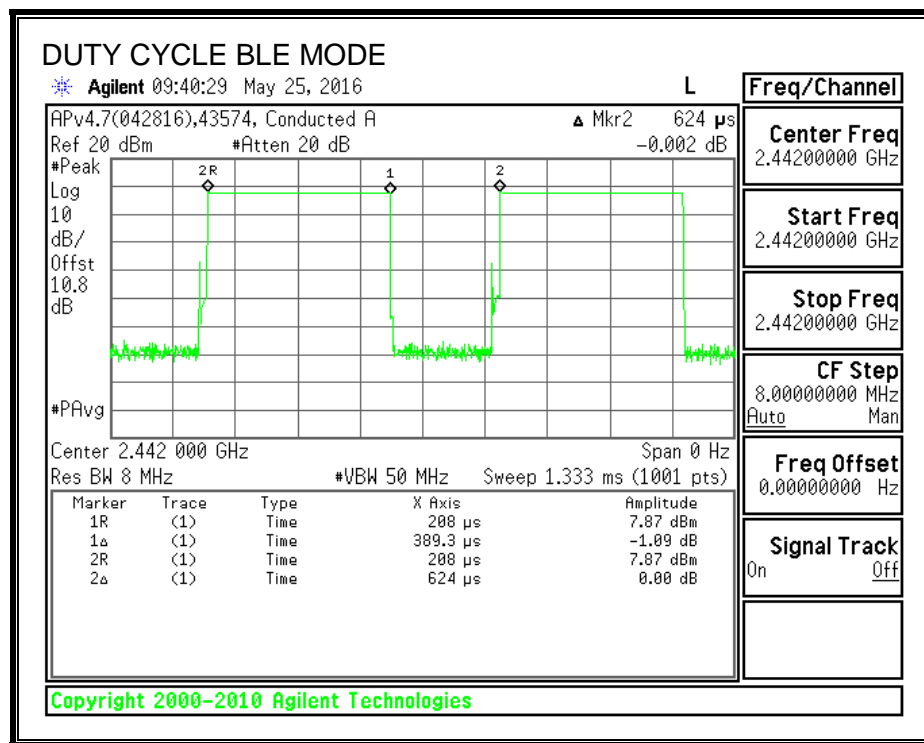 DUTY CYCLE BLE MODE
Agilent 09:40:29 May 25, 2016 L
APv4.7(042816),43574, Conducted A Δ Mkr2 624 µs
Ref 20 dBm #Atten 20 dB -0.002 dB
#Peak
Log
10
dB/
Offst
10.8
dB
2R 1 2
#PAvg
Center 2.442 000 GHz Span 0 Hz
Res BW 8 MHz #VBW 50 MHz Sweep 1.333 ms (1001 pts)
Marker Trace Type X Axis Amplitude
1R (1) Time 208 µs 7.87 dBm
1Δ (1) Time 389.3 µs -1.09 dB
2R (1) Time 208 µs 7.87 dBm
2Δ (1) Time 624 µs 0.00 dB
Freq/Channel
Center Freq
2.44200000 GHz
Start Freq
2.44200000 GHz
Stop Freq
2.44200000 GHz
CF Step
8.00000000 MHz
Auto Man
Freq Offset
0.00000000 Hz
Signal Track
On Off
Copyright 2000-2010 Agilent Technologies